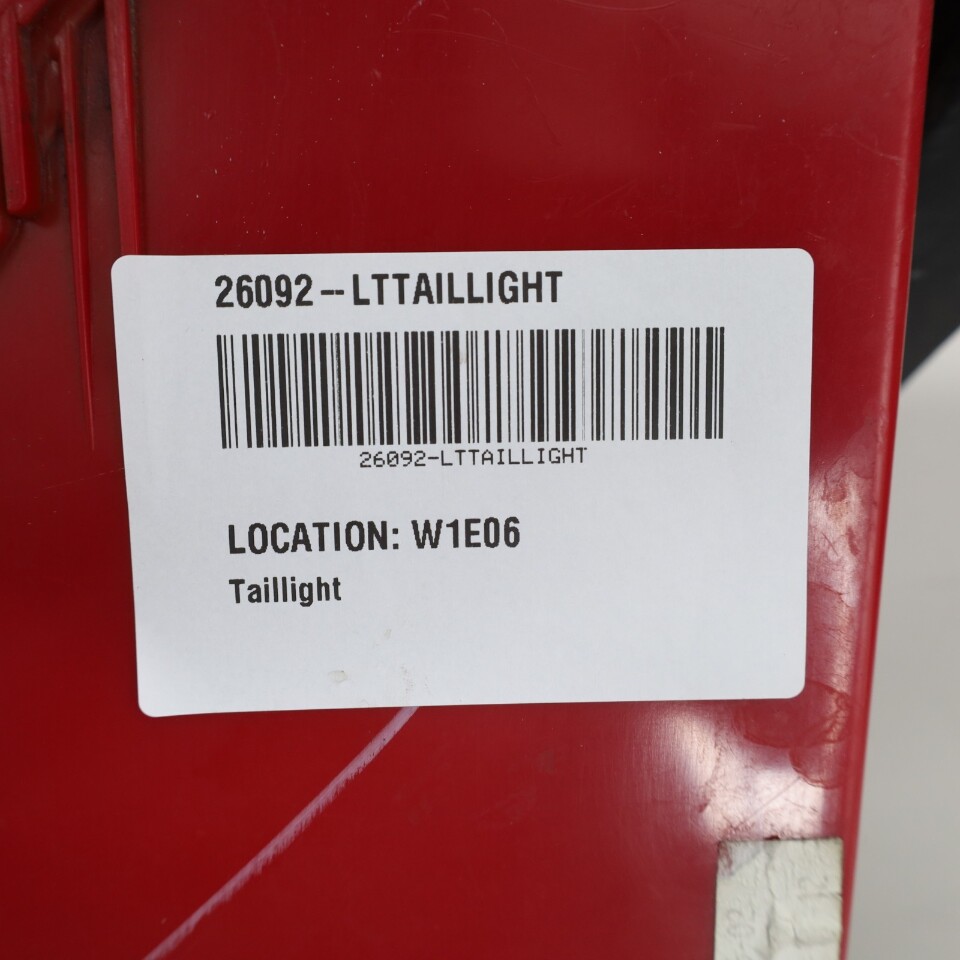 26092--LTTAILLIGHT
26092-LTTAILLIGHT
LOCATION: W1E06
Taillight